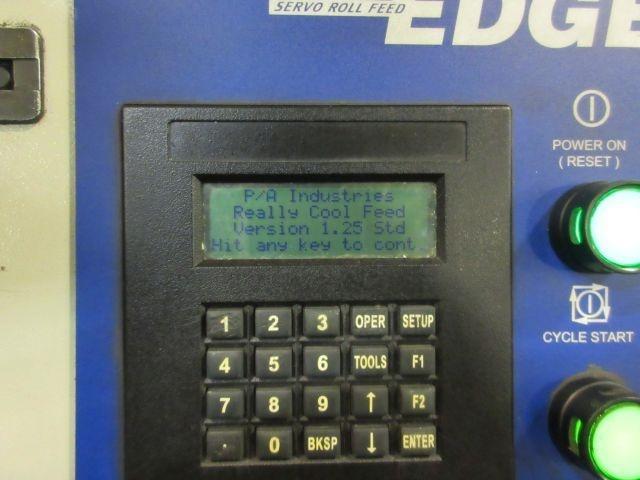 SERVO ROLL FEED
EDGE
POWER ON
( RESET )
P/A Industries
Really Cool Feed
Version 1.25 Std
Hit any key to cont.
CYCLE START
1 2 3 OPER SETUP
4 5 6 TOOLS F1
7 8 9 ↑ F2
. 0 BKSP ↓ ENTER